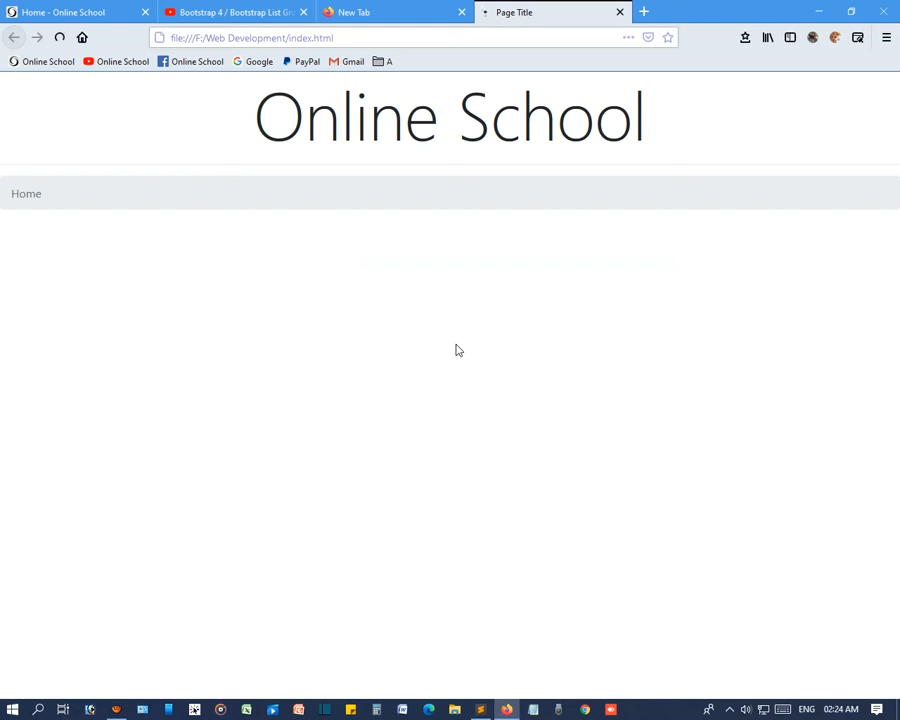 Home - Online School
Bootstrap 4 / Bootstrap List Gr
New Tab
Page Title
file:///F:/Web Development/index.html
Online School
Online School
Online School
Google
PayPal
Gmail
A
Online School
Home
ENG
02:24 AM